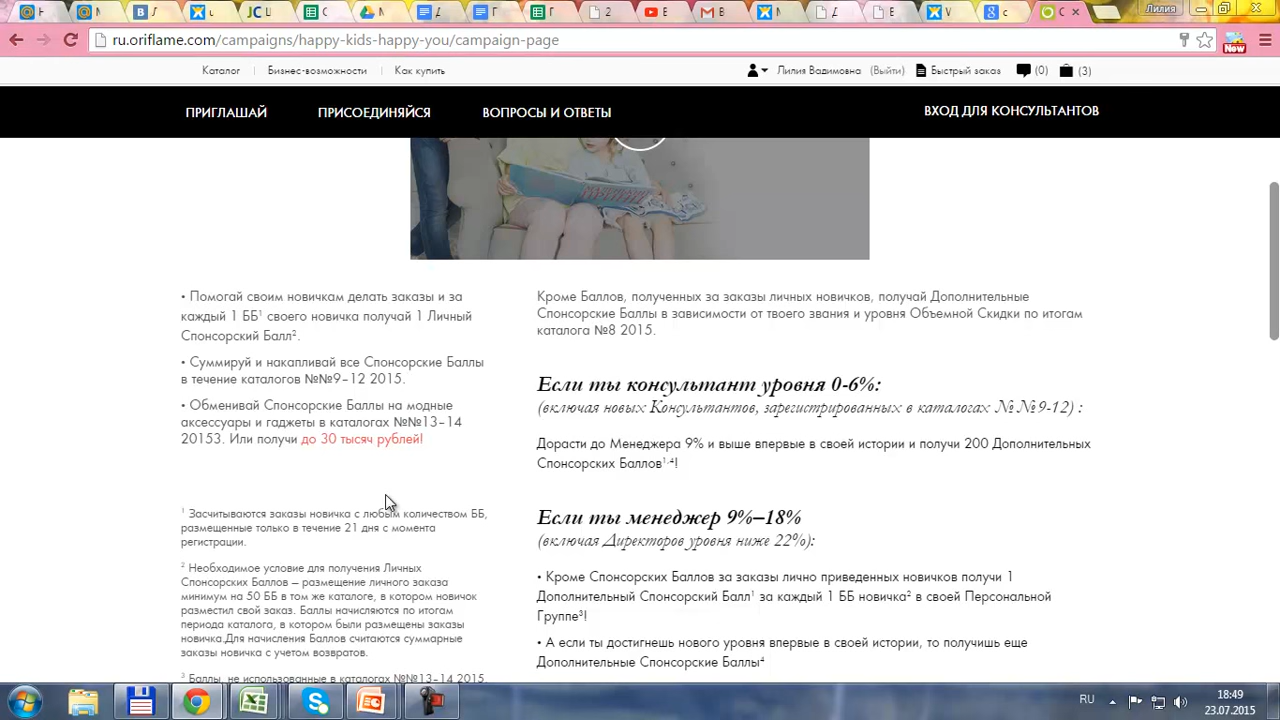 Лилия
ru.oriflame.com/campaigns/happy-kids-happy-you/campaign-page
New
Каталог
Бизнес-возможности
Как купить
Лилия Вадимовна (Выйти)
Быстрый заказ
(0)
(3)
ПРИГЛАШАЙ
ПРИСОЕДИНЯЙСЯ
ВОПРОСЫ И ОТВЕТЫ
ВХОД ДЛЯ КОНСУЛЬТАНТОВ
• Помогай своим новичкам делать заказы и за
каждый 1 ББ¹ своего новичка получай 1 Личный
Спонсорский Балл².
• Суммируй и накапливай все Спонсорские Баллы
в течение каталогов №№9–12 2015.
• Обменивай Спонсорские Баллы на модные
аксессуары и гаджеты в каталогах №№13–14
20153. Или получи до 30 тысяч рублей!
¹ Засчитываются заказы новичка с любым количеством ББ,
размещенные только в течение 21 дня с момента
регистрации.
² Необходимое условие для получения Личных
Спонсорских Баллов — размещение личного заказа
минимум на 50 ББ в том же каталоге, в котором новичок
разместил свой заказ. Баллы начисляются по итогам
периода каталога, в котором были размещены заказы
новичка.Для начисления Баллов считаются суммарные
заказы новичка с учетом возвратов.
³ Баллы, не использованные в каталогах №№13–14 2015
Кроме Баллов, полученных за заказы личных новичков, получай Дополнительные
Спонсорские Баллы в зависимости от твоего звания и уровня Объемной Скидки по итогам
каталога №8 2015.
Если ты консультант уровня 0-6%:
(включая новых Консультантов, зарегистрированных в каталогах №№9-12) :
Дорасти до Менеджера 9% и выше впервые в своей истории и получи 200 Дополнительных
Спонсорских Баллов¹,⁴!
Если ты менеджер 9%–18%
(включая Директоров уровня ниже 22%):
• Кроме Спонсорских Баллов за заказы лично приведенных новичков получи 1
Дополнительный Спонсорский Балл¹ за каждый 1 ББ новичка² в своей Персональной
Группе³!
• А если ты достигнешь нового уровня впервые в своей истории, то получишь еще
Дополнительные Спонсорские Баллы⁴
RU
18:49
23.07.2015